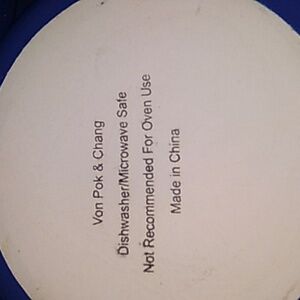 Von Pok & Chang
Dishwasher/Microwave Safe
Not Recommended For Oven Use
Made in China